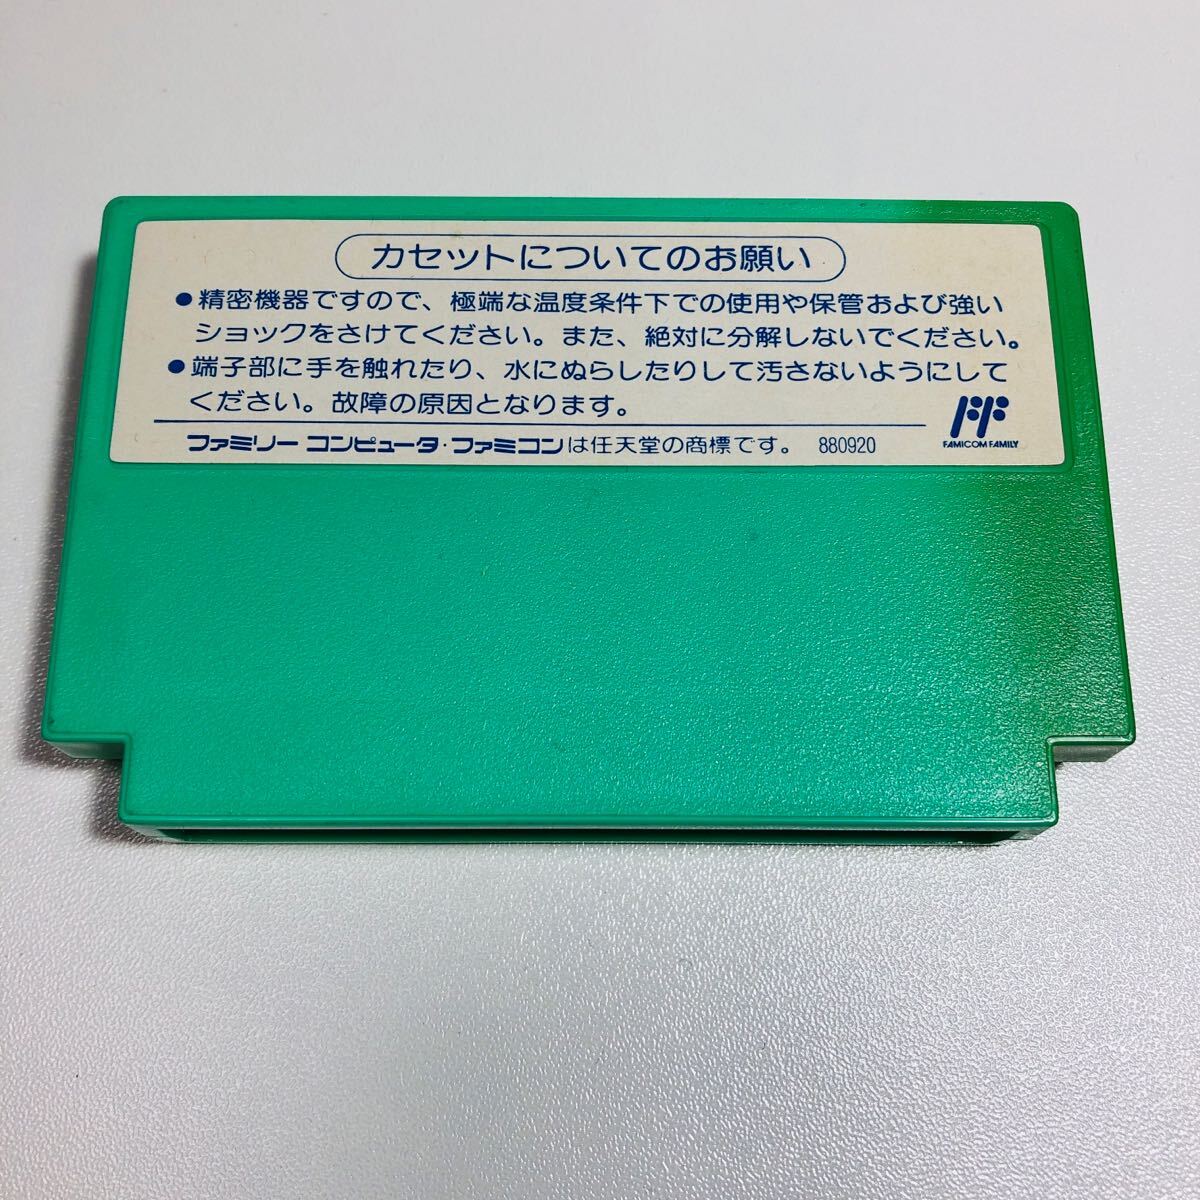 カセットについてのお願い
●精密機器ですので、極端な温度条件下での使用や保管および強い
ショックをさけてください。また、絶対に分解しないでください。
●端子部に手を触れたり、水にぬらしたりして汚さないようにして
ください。故障の原因となります。
ファミリー コンピュータ・ファミコンは任天堂の商標です。 880920
FAMICOM FAMILY